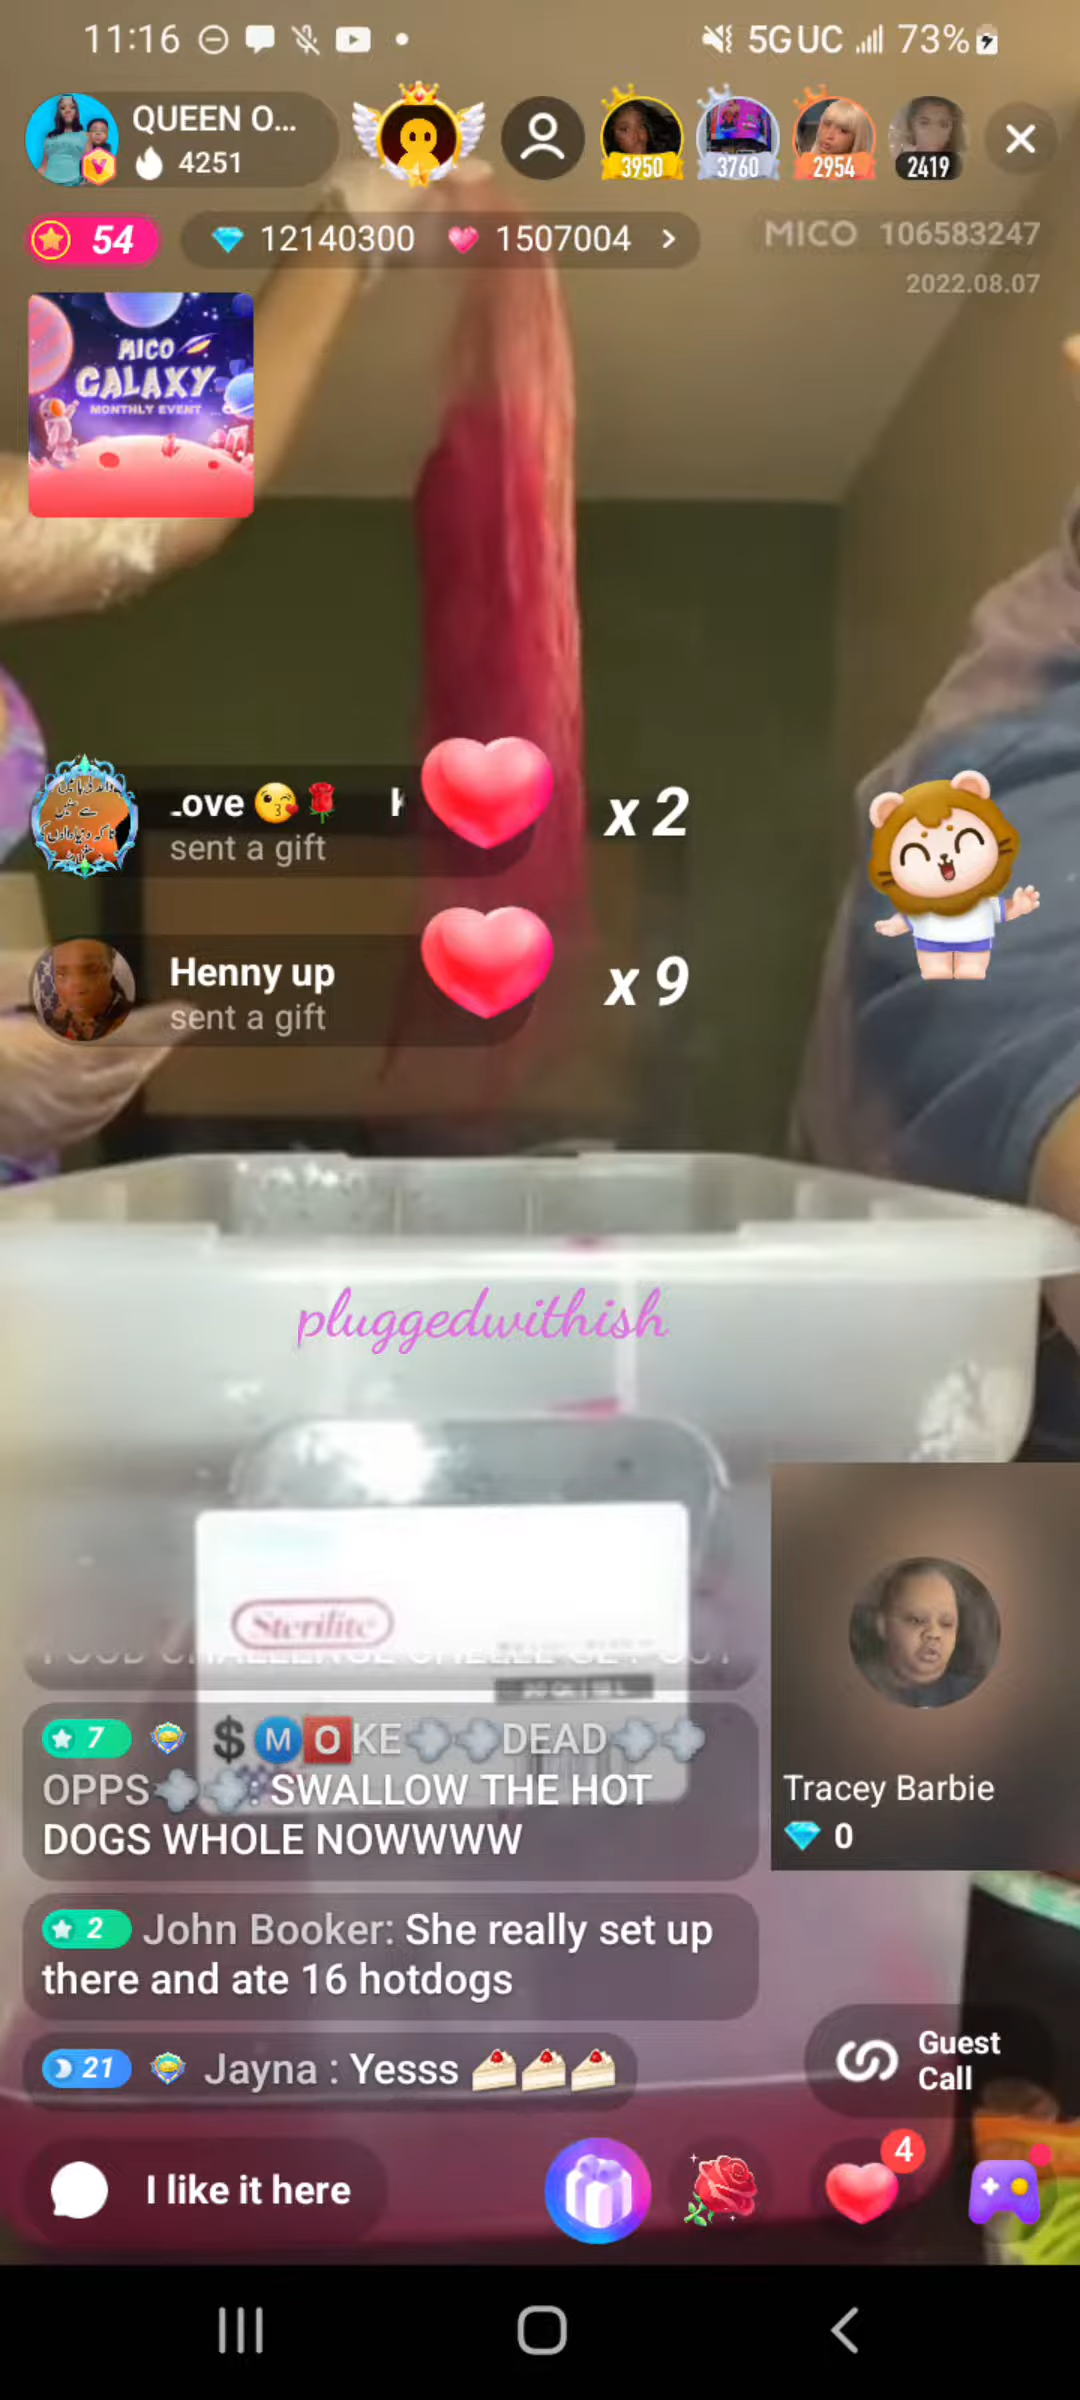 11:16
5G UC 73%
QUEEN O...
4251
3950
3760
2954
2419
54
12140300
1507004
MICO 106583247
2022.08.07
MICO
GALAXY
MONTHLY EVENT
ove 😘🌹
sent a gift
x 2
Henny up
sent a gift
x 9
pluggedwithish
Sterilite
FOOD CHALLENGE
7 $Ⓜ️🅾️KE DEAD
OPPS : SWALLOW THE HOT
DOGS WHOLE NOWWWW
2 John Booker: She really set up
there and ate 16 hotdogs
21 Jayna : Yesss 🍰🍰🍰
Tracey Barbie
0
Guest
Call
I like it here
4